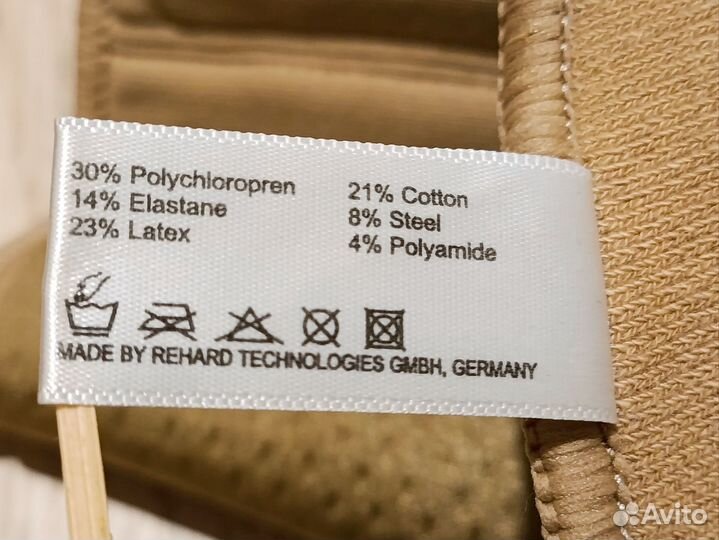 30% Polychloropren
14% Elastane
23% Latex
21% Cotton
8% Steel
4% Polyamide
MADE BY REHARD TECHNOLOGIES GMBH, GERMANY
Avito